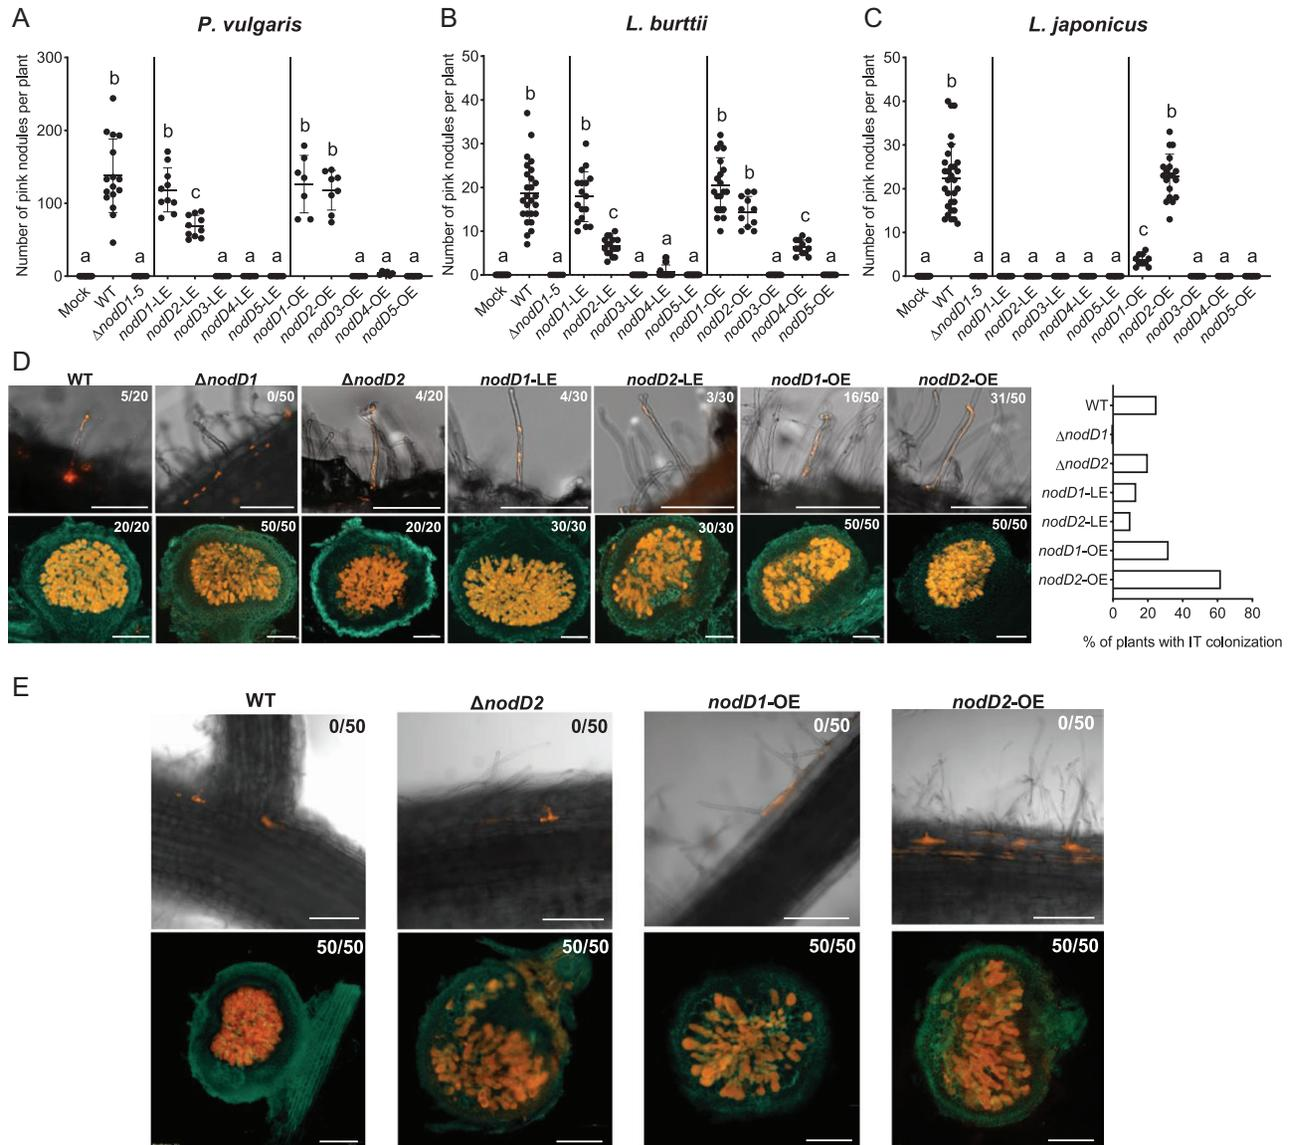 A
P. vulgaris
Number of pink nodules per plant
300
200
100
0
b
b
c
b
b
a
a
a
a
a
a
a
a
Mock
WT
ΔnodD1-5
nodD1-LE
nodD2-LE
nodD3-LE
nodD4-LE
nodD5-LE
nodD1-OE
nodD2-OE
nodD3-OE
nodD4-OE
nodD5-OE
B
L. burttii
Number of pink nodules per plant
50
40
30
20
10
0
a
b
a
b
c
a
a
a
b
b
a
c
a
Mock
WT
ΔnodD1-5
nodD1-LE
nodD2-LE
nodD3-LE
nodD4-LE
nodD5-LE
nodD1-OE
nodD2-OE
nodD3-OE
nodD4-OE
nodD5-OE
C
L. japonicus
Number of pink nodules per plant
50
40
30
20
10
0
a
b
a
a
a
a
a
a
c
b
a
a
a
Mock
WT
ΔnodD1-5
nodD1-LE
nodD2-LE
nodD3-LE
nodD4-LE
nodD5-LE
nodD1-OE
nodD2-OE
nodD3-OE
nodD4-OE
nodD5-OE
D
WT
ΔnodD1
ΔnodD2
nodD1-LE
nodD2-LE
nodD1-OE
nodD2-OE
5/20
0/50
4/20
4/30
3/30
16/50
31/50
20/20
50/50
20/20
30/30
30/30
50/50
50/50
WT
ΔnodD1
ΔnodD2
nodD1-LE
nodD2-LE
nodD1-OE
nodD2-OE
0 20 40 60 80
% of plants with IT colonization
E
WT
ΔnodD2
nodD1-OE
nodD2-OE
0/50
0/50
0/50
0/50
50/50
50/50
50/50
50/50